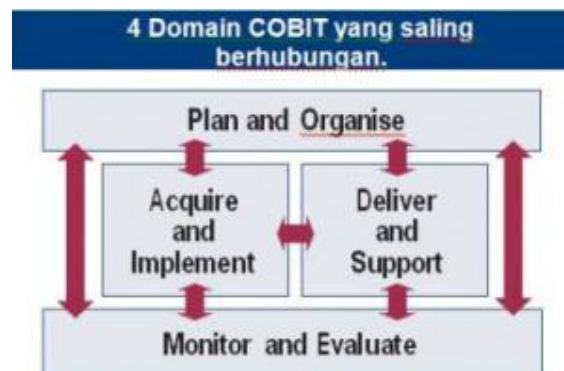 4 Domain COBIT yang saling
berhubungan.
Plan and Organise
Acquire
and
Implement
Deliver
and
Support
Monitor and Evaluate